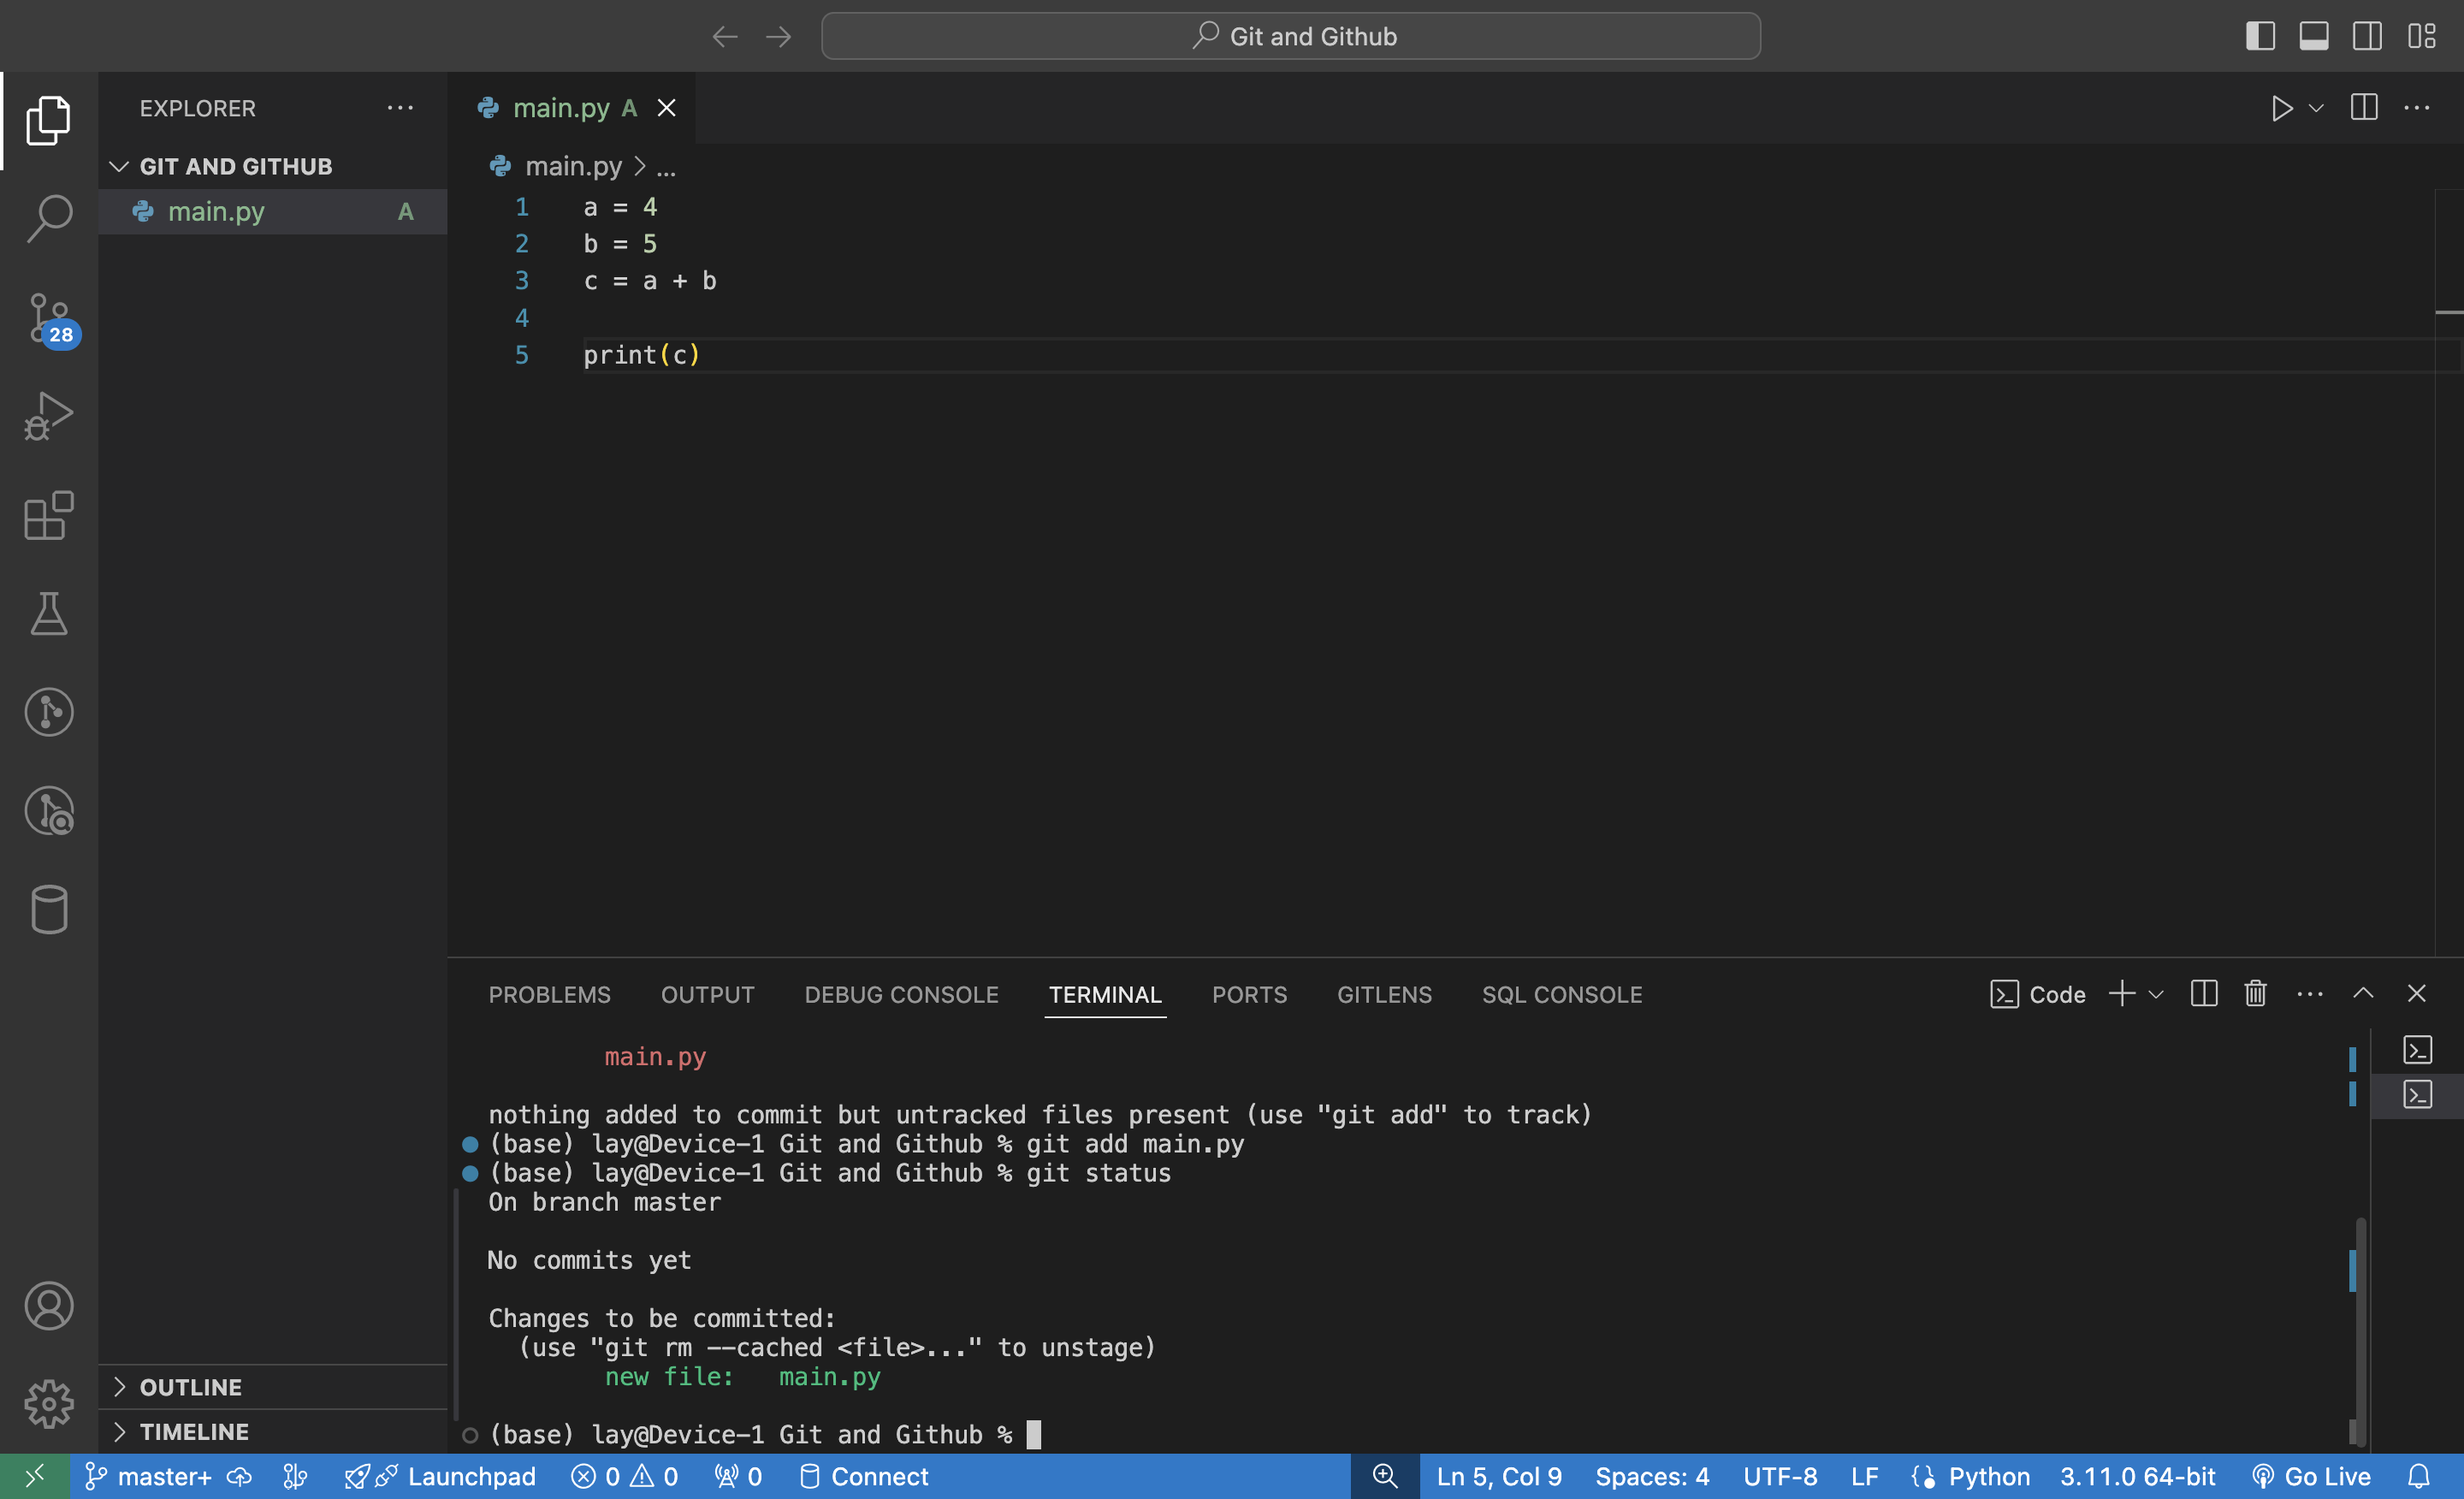 Git and Github
EXPLORER
GIT AND GITHUB
main.py A
28
OUTLINE
TIMELINE
main.py A
main.py > ...
1 a = 4
2 b = 5
3 c = a + b
4
5 print(c)
PROBLEMS OUTPUT DEBUG CONSOLE TERMINAL PORTS GITLENS SQL CONSOLE Code
main.py
nothing added to commit but untracked files present (use "git add" to track)
(base) lay@Device-1 Git and Github % git add main.py
(base) lay@Device-1 Git and Github % git status
On branch master
No commits yet
Changes to be committed:
(use "git rm --cached <file>..." to unstage)
new file: main.py
(base) lay@Device-1 Git and Github %
master+ Launchpad 0 0 0 Connect Ln 5, Col 9 Spaces: 4 UTF-8 LF Python 3.11.0 64-bit Go Live